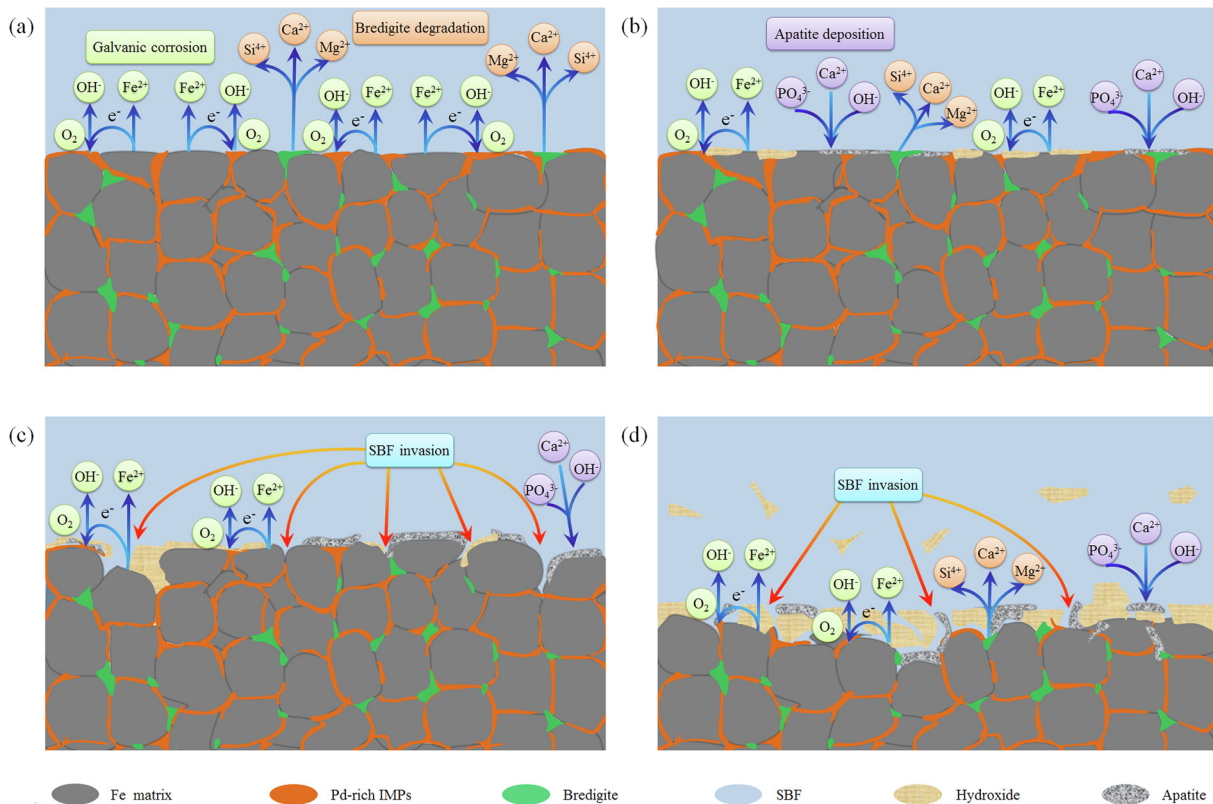 (a)
Galvanic corrosion
Bredigite degradation
Si4+
Ca2+
Mg2+
Mg2+
Ca2+
Si4+
OH-
Fe2+
Fe2+
OH-
OH-
Fe2+
Fe2+
OH-
O2
e-
e-
O2
O2
e-
e-
O2
(b)
Apatite deposition
OH-
Fe2+
PO43-
Ca2+
OH-
Si4+
Ca2+
Mg2+
OH-
Fe2+
PO43-
Ca2+
OH-
O2
e-
O2
e-
(c)
SBF invasion
OH-
Fe2+
OH-
Fe2+
Ca2+
OH-
PO43-
O2
e-
O2
e-
(d)
SBF invasion
OH-
Fe2+
OH-
Fe2+
Si4+
Ca2+
Mg2+
PO43-
Ca2+
OH-
O2
e-
O2
e-
Fe matrix
Pd-rich IMPs
Bredigite
SBF
Hydroxide
Apatite